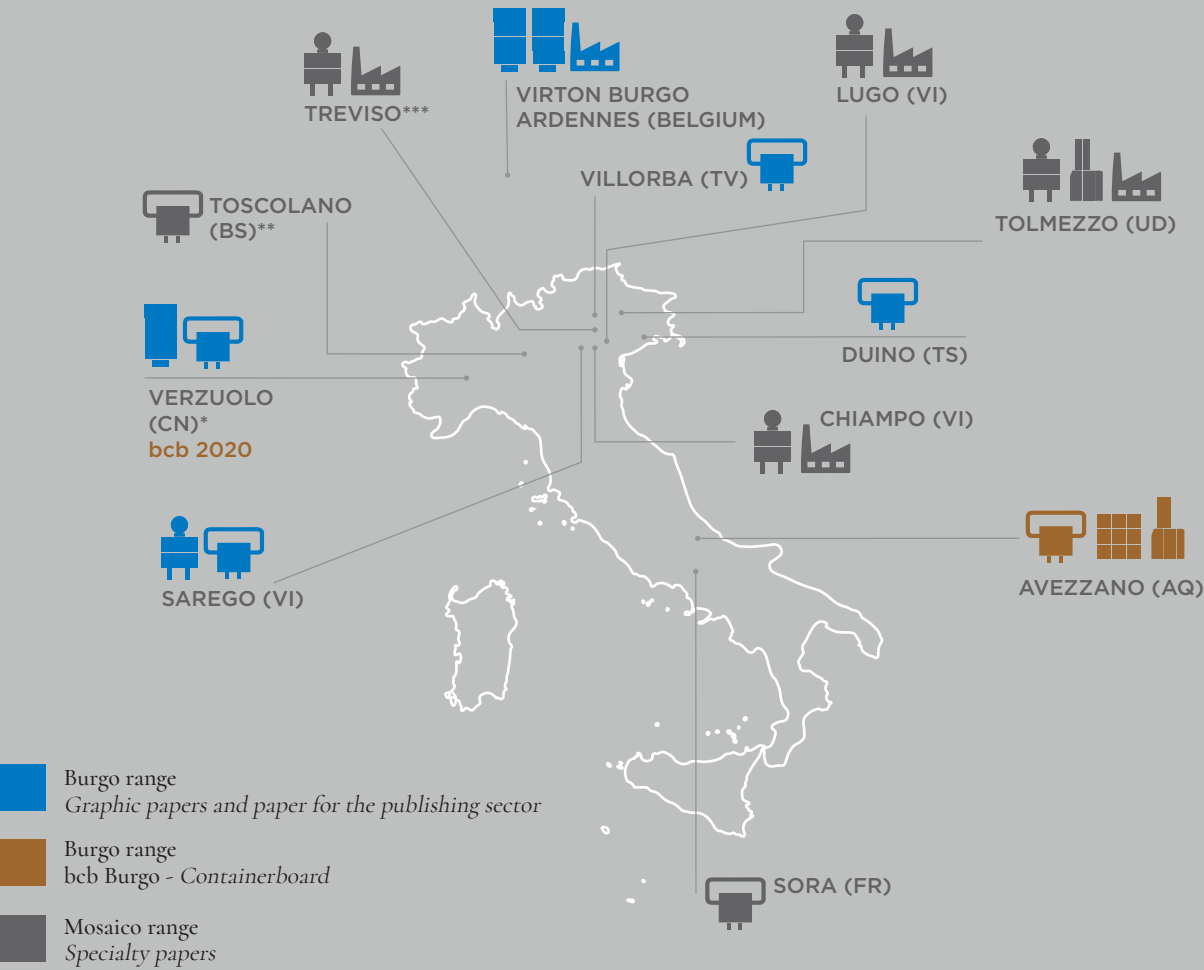 TREVISO***
VIRTON BURGO
ARDENNES (BELGIUM)
LUGO (VI)
VILLORBA (TV)
TOSCOLANO
(BS)**
TOLMEZZO (UD)
DUINO (TS)
VERZUOLO
(CN)*
bcb 2020
CHIAMPO (VI)
SAREGO (VI)
AVEZZANO (AQ)
Burgo range
Graphic papers and paper for the publishing sector
Burgo range
bcb Burgo - Containerboard
SORA (FR)
Mosaico range
Specialty papers